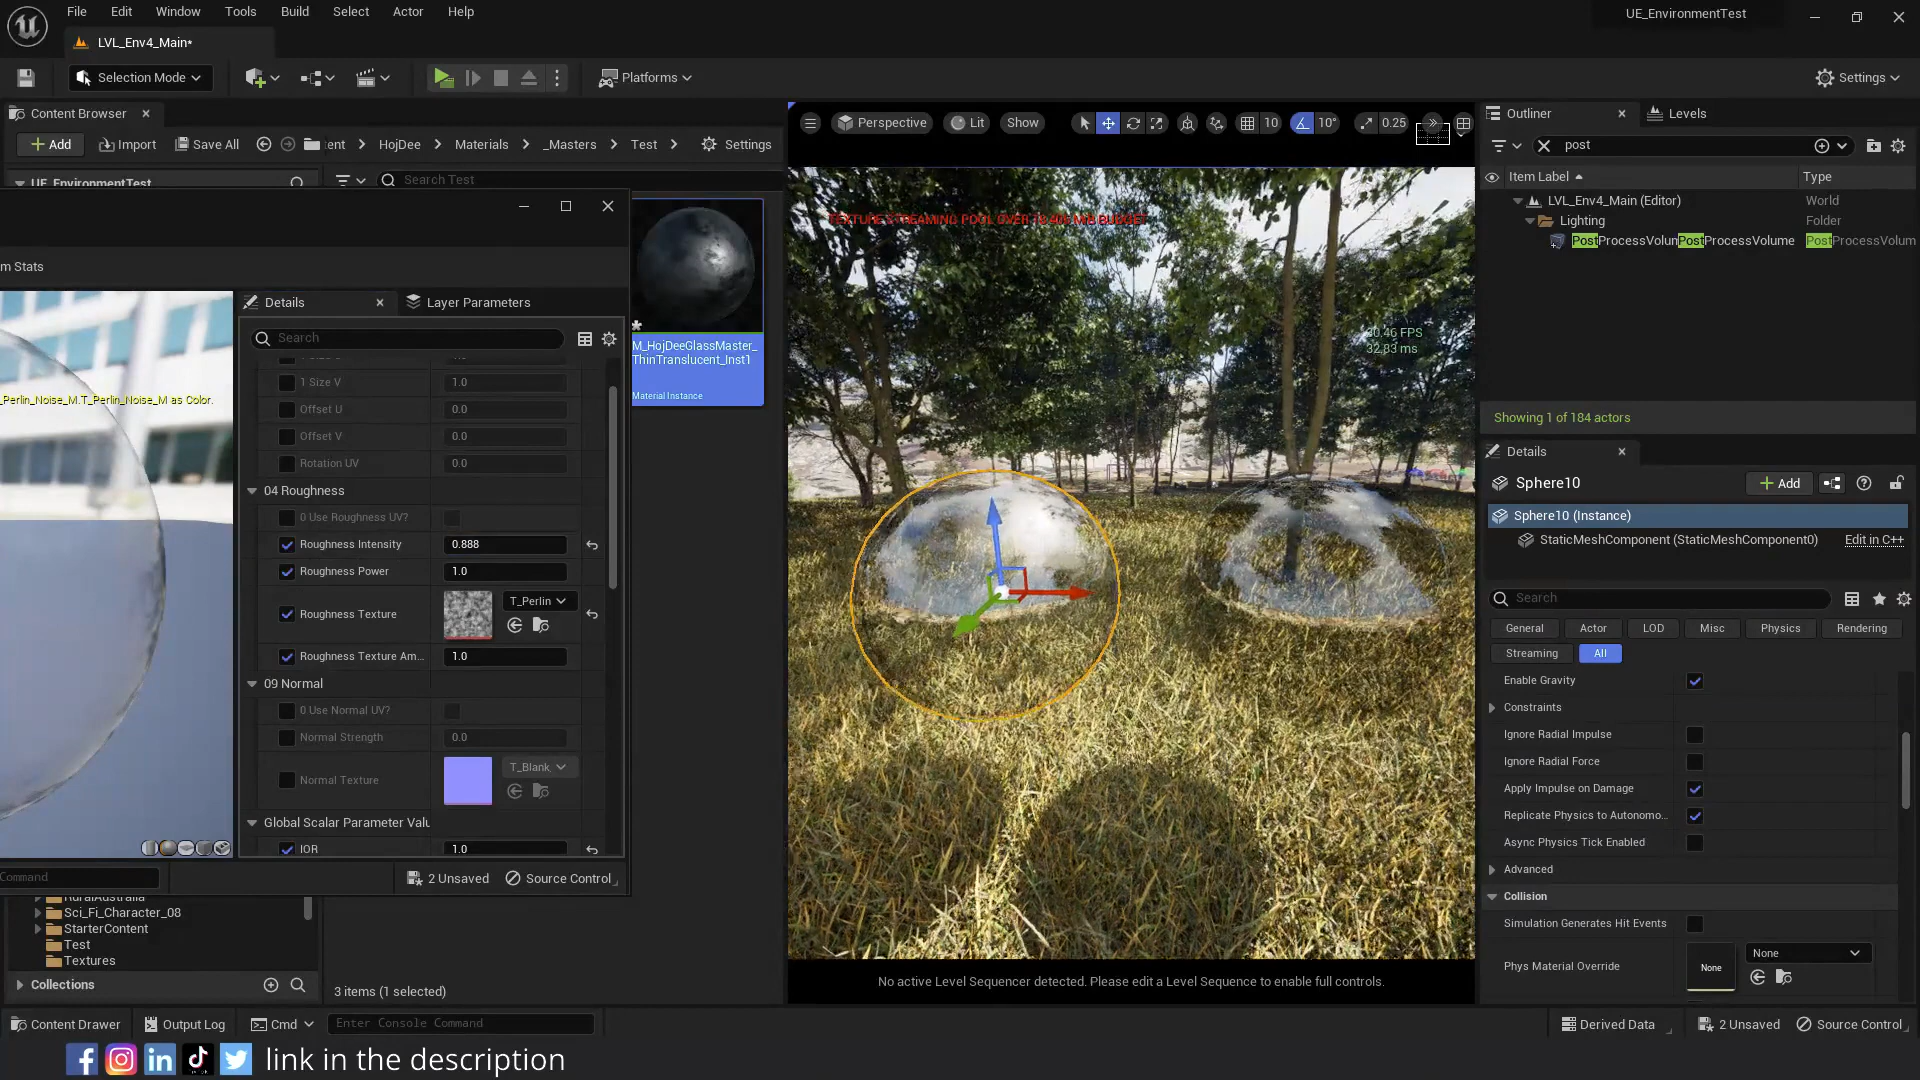 File Edit Window Tools Build Select Actor Help
UE_EnvironmentTest
LVL_Env4_Main*
Selection Mode
Platforms
Settings
Content Browser
Add Import Save All
HojDee Materials _Masters Test
Settings
UE_EnvironmentTest
Search Test
m Stats
Details
Layer Parameters
Search
1 Size V 1.0
Offset U 0.0
Offset V 0.0
Rotation UV 0.0
04 Roughness
0 Use Roughness UV?
Roughness Intensity 0.888
Roughness Power 1.0
Roughness Texture T_Perlin
Roughness Texture Am... 1.0
09 Normal
0 Use Normal UV?
Normal Strength 0.0
Normal Texture T_Blank
Global Scalar Parameter Valu
IOR 1.0
_Perlin_Noise_M.T_Perlin_Noise_M as Color.
Command
2 Unsaved
Source Control
M_HojDeeGlassMaster_
ThinTranslucent_Inst1
Material Instance
Sci_Fi_Character_08
StarterContent
Test
Textures
Collections
3 items (1 selected)
Perspective Lit Show
10 10° 0.25
30.46 FPS
32.83 ms
No active Level Sequencer detected. Please edit a Level Sequence to enable full controls.
Outliner
Levels
post
Item Label Type
LVL_Env4_Main (Editor) World
Lighting Folder
PostProcessVolunPostProcessVolume PostProcessVolum
Showing 1 of 184 actors
Details
Sphere10
Add
Sphere10 (Instance)
StaticMeshComponent (StaticMeshComponent0) Edit in C++
Search
General Actor LOD Misc Physics Rendering
Streaming All
Enable Gravity
Constraints
Ignore Radial Impulse
Ignore Radial Force
Apply Impulse on Damage
Replicate Physics to Autonomo...
Async Physics Tick Enabled
Advanced
Collision
Simulation Generates Hit Events
Phys Material Override None None
Content Drawer Output Log Cmd Enter Console Command
Derived Data 2 Unsaved Source Control
link in the description